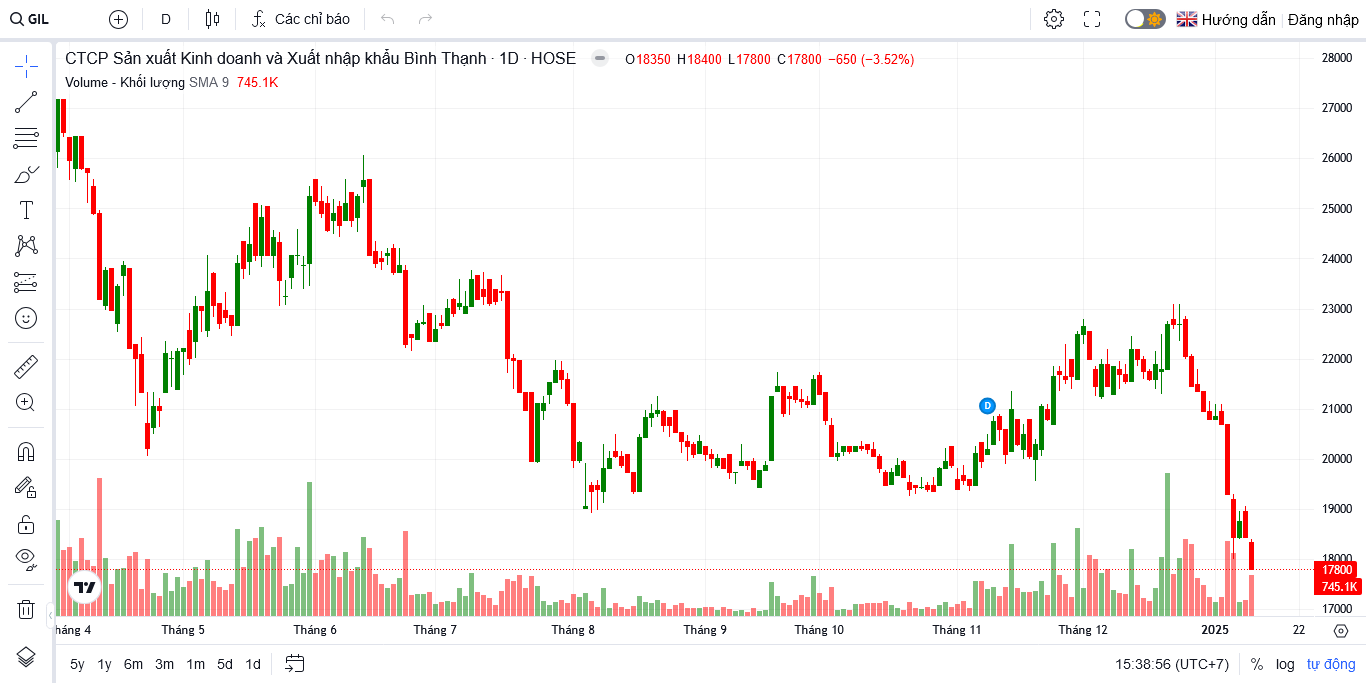 GIL D Các chỉ báo Hướng dẫn Đăng nhập
CTCP Sản xuất Kinh doanh và Xuất nhập khẩu Bình Thạnh · 1D · HOSE O18350 H18400 L17800 C17800 −650 (−3.52%)
Volume - Khối lượng SMA 9 745.1K
28000
27000
26000
25000
24000
23000
22000
21000
D
20000
19000
18000
17800
745.1K
17000
háng 4 Tháng 5 Tháng 6 Tháng 7 Tháng 8 Tháng 9 Tháng 10 Tháng 11 Tháng 12 2025 22
5y 1y 6m 3m 1m 5d 1d 15:38:56 (UTC+7) % log tự động